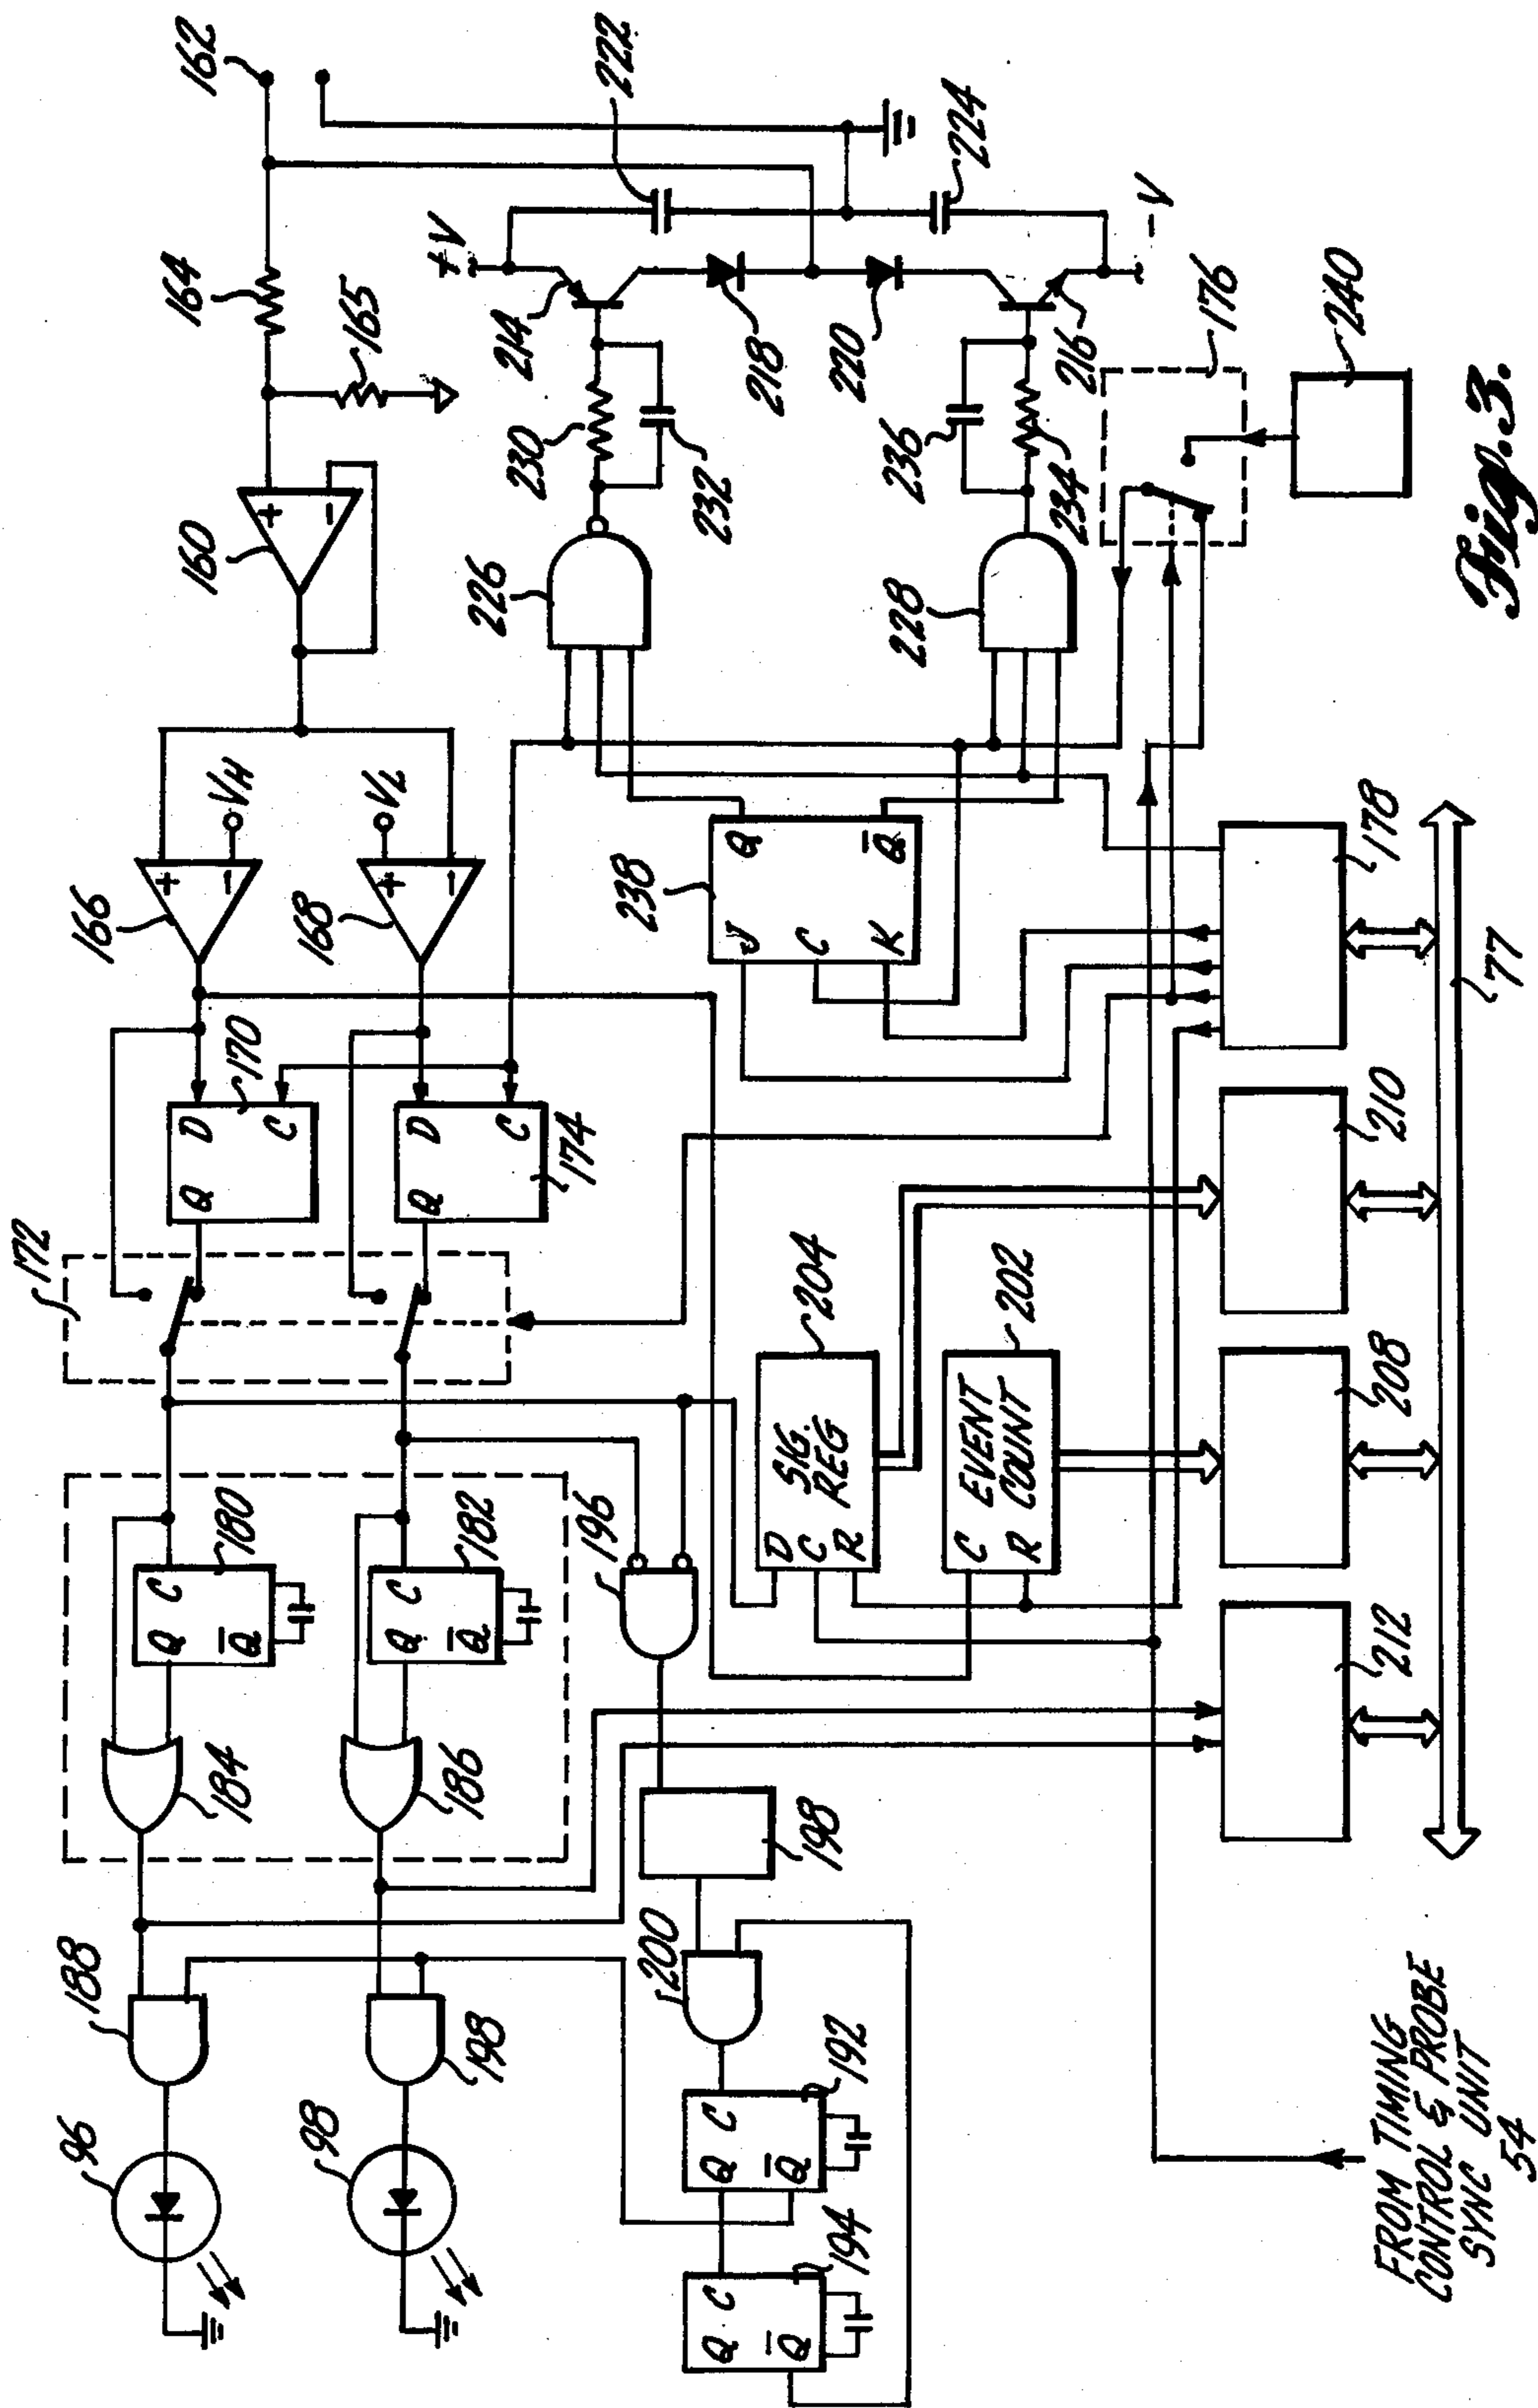 162
164
165
160
+V
222
224
-V
214
218
220
216
230
232
236
234
226
228
176
240
Fig. 3.
+
-
166
VH
+
-
168
VL
+
-
238
J
C
K
Q
Q̅
178
77
170
D
C
Q
174
D
C
Q
172
204
SIG.
REG
D
C
R
202
EVENT
COUNT
C
R
210
208
212
180
C
Q
Q̅
182
C
Q
Q̅
196
184
186
198
188
198
200
192
C
Q
Q̅
194
C
Q
Q̅
96
98
FROM TIMING
CONTROL & PROBE
SYNC UNIT
54